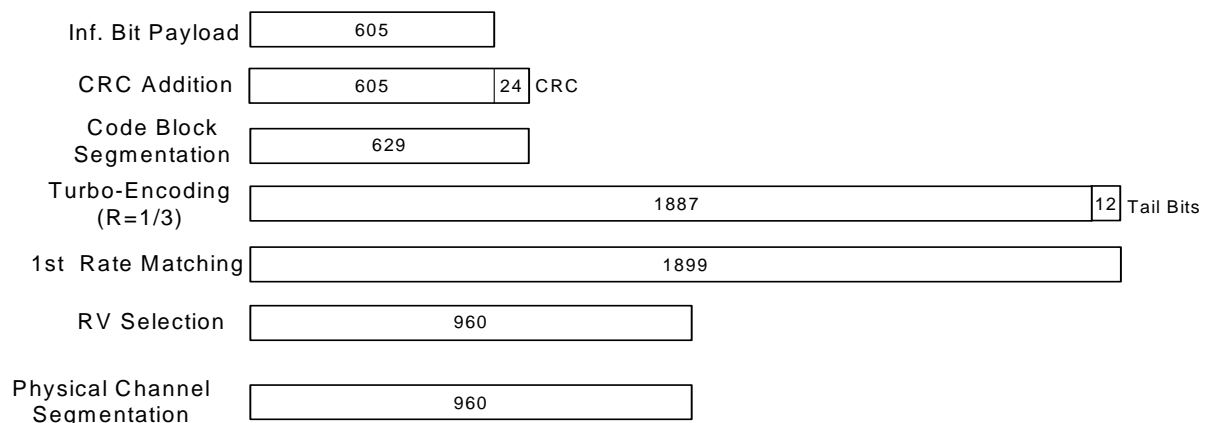 Inf. Bit Payload 605
CRC Addition 605 24 CRC
Code Block
Segmentation 629
Turbo-Encoding
(R=1/3) 1887 12 Tail Bits
1st Rate Matching 1899
RV Selection 960
Physical Channel
Segmentation 960